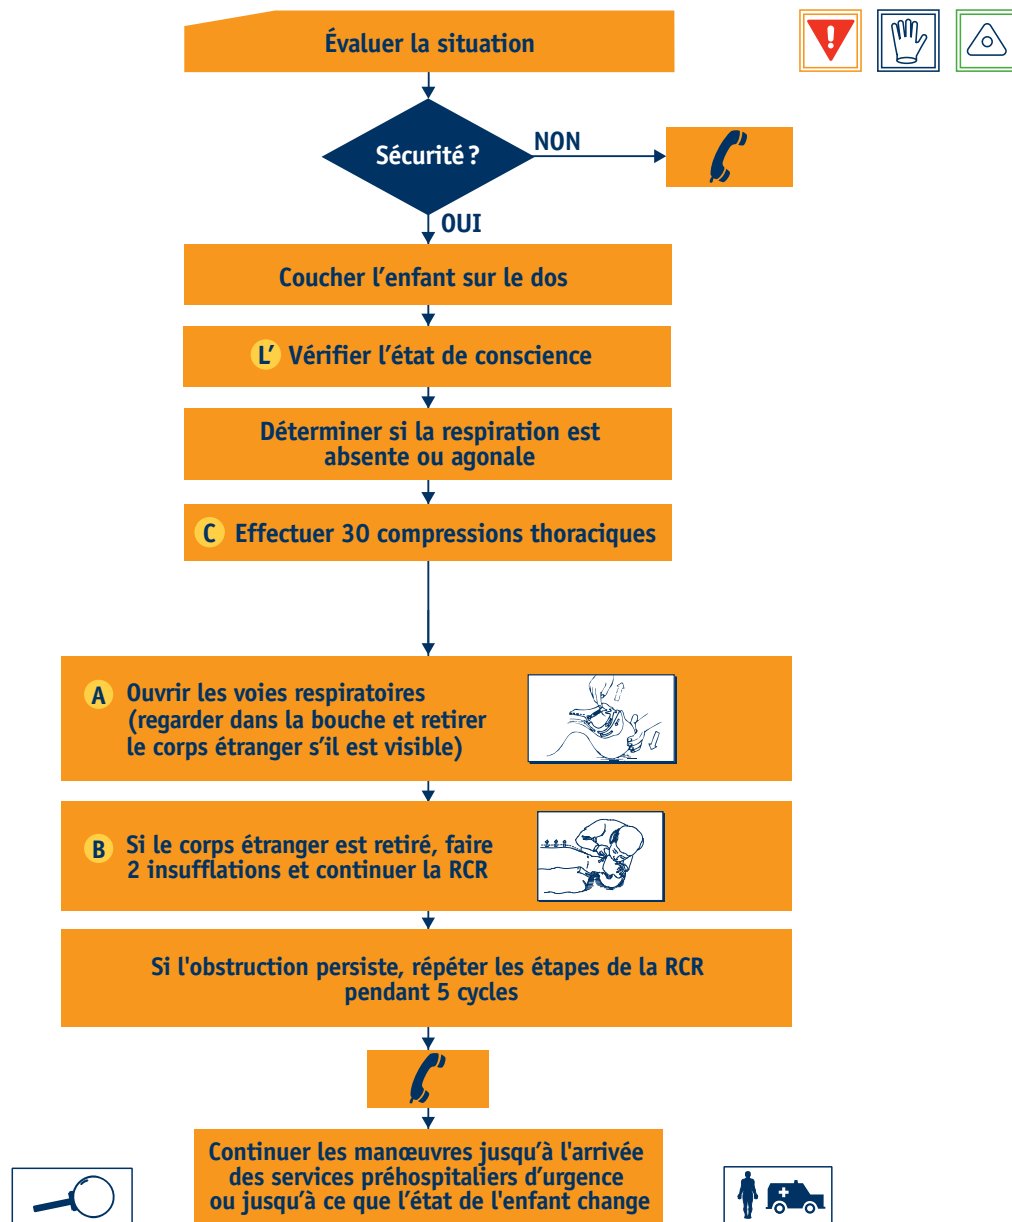 Évaluer la situation
Sécurité ?
NON
OUI
Coucher l’enfant sur le dos
L’ Vérifier l’état de conscience
Déterminer si la respiration est
absente ou agonale
C Effectuer 30 compressions thoraciques
A Ouvrir les voies respiratoires
(regarder dans la bouche et retirer
le corps étranger s’il est visible)
B Si le corps étranger est retiré, faire
2 insufflations et continuer la RCR
Si l'obstruction persiste, répéter les étapes de la RCR
pendant 5 cycles
Continuer les manœuvres jusqu’à l'arrivée
des services préhospitaliers d’urgence
ou jusqu’à ce que l’état de l'enfant change